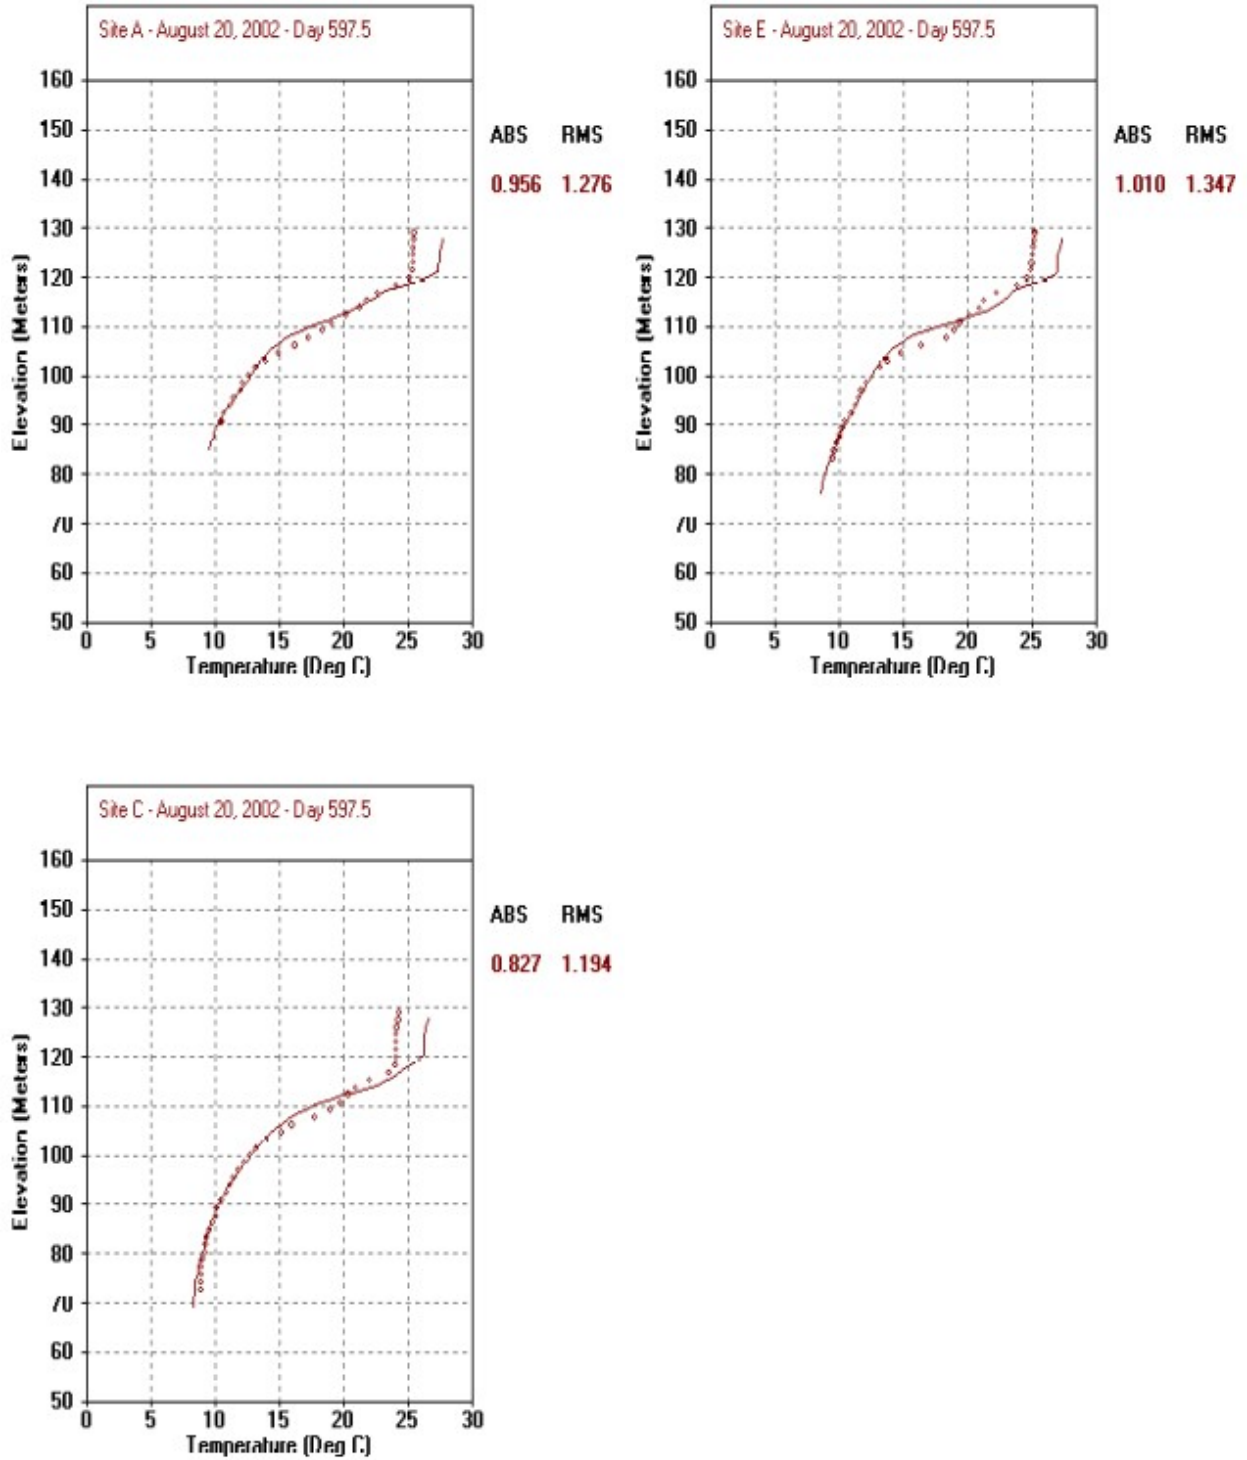 Site A - August 20, 2002 - Day 597.5
160
150
140
130
120
110
100
90
80
70
60
50
Elevation (Meters)
0 5 10 15 20 25 30
Temperature (Deg C)
ABS RMS
0.956 1.276
Site E - August 20, 2002 - Day 597.5
160
150
140
130
120
110
100
90
80
70
60
50
Elevation (Meters)
0 5 10 15 20 25 30
Temperature (Deg C)
ABS RMS
1.010 1.347
Site C - August 20, 2002 - Day 597.5
160
150
140
130
120
110
100
90
80
70
60
50
Elevation (Meters)
0 5 10 15 20 25 30
Temperature (Deg C)
ABS RMS
0.827 1.194